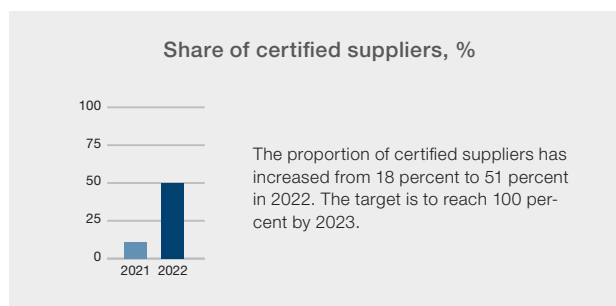 Share of certified suppliers, %
100
75
50
25
0
2021 2022
The proportion of certified suppliers has
increased from 18 percent to 51 percent
in 2022. The target is to reach 100 per-
cent by 2023.